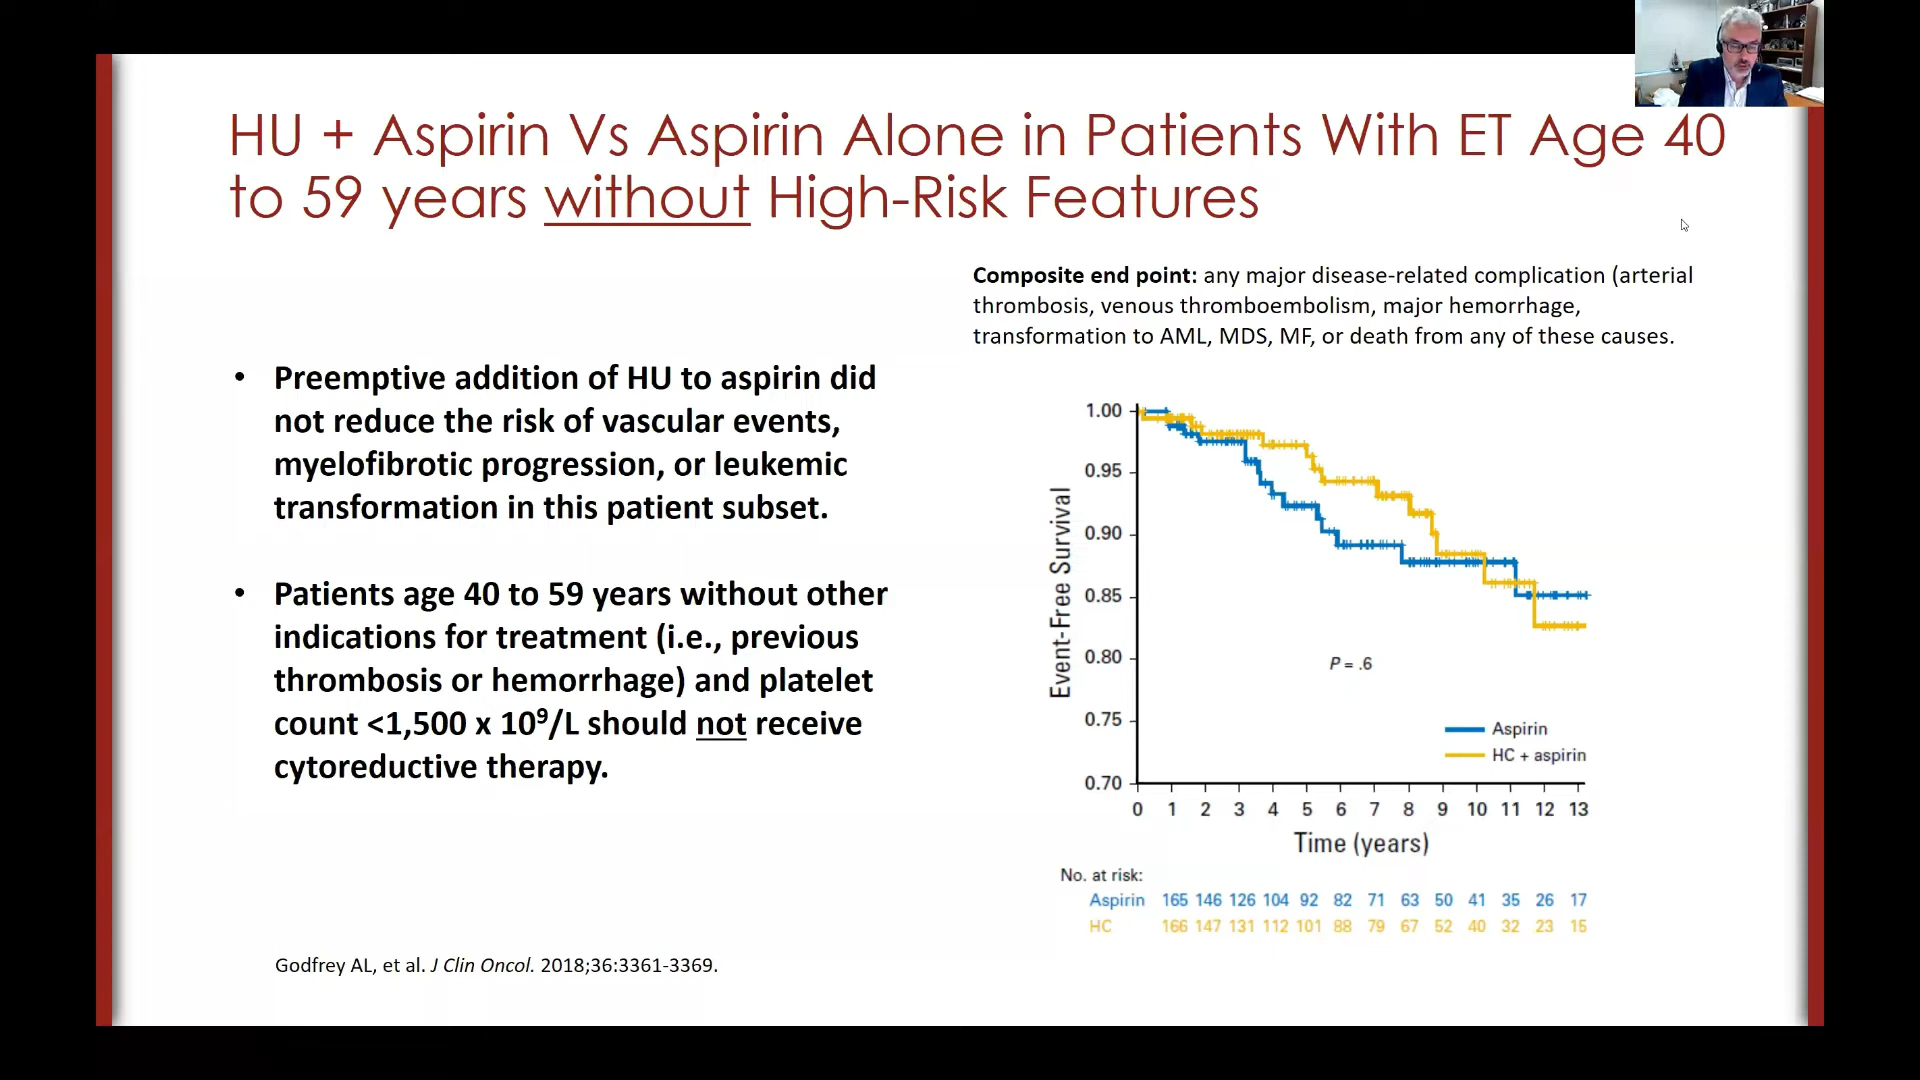 HU + Aspirin Vs Aspirin Alone in Patients With ET Age 40
to 59 years without High-Risk Features
Composite end point: any major disease-related complication (arterial
thrombosis, venous thromboembolism, major hemorrhage,
transformation to AML, MDS, MF, or death from any of these causes.
• Preemptive addition of HU to aspirin did
not reduce the risk of vascular events,
myelofibrotic progression, or leukemic
transformation in this patient subset.
• Patients age 40 to 59 years without other
indications for treatment (i.e., previous
thrombosis or hemorrhage) and platelet
count <1,500 x 10⁹/L should not receive
cytoreductive therapy.
Event-Free Survival
1.00
0.95
0.90
0.85
0.80
0.75
0.70
P = .6
Aspirin
HC + aspirin
0 1 2 3 4 5 6 7 8 9 10 11 12 13
Time (years)
No. at risk:
Aspirin 165 146 126 104 92 82 71 63 50 41 35 26 17
HC 166 147 131 112 101 88 79 67 52 40 32 23 15
Godfrey AL, et al. J Clin Oncol. 2018;36:3361-3369.